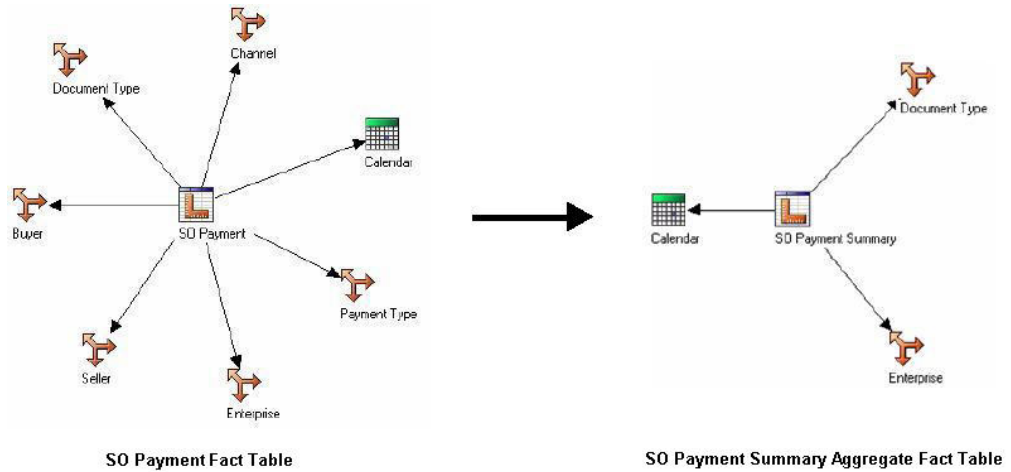 Channel
Document Type
Calendar
Buyer
SO Payment
Payment Type
Seller
Enterprise
SO Payment Fact Table
Document Type
Calendar
SO Payment Summary
Enterprise
SO Payment Summary Aggregate Fact Table